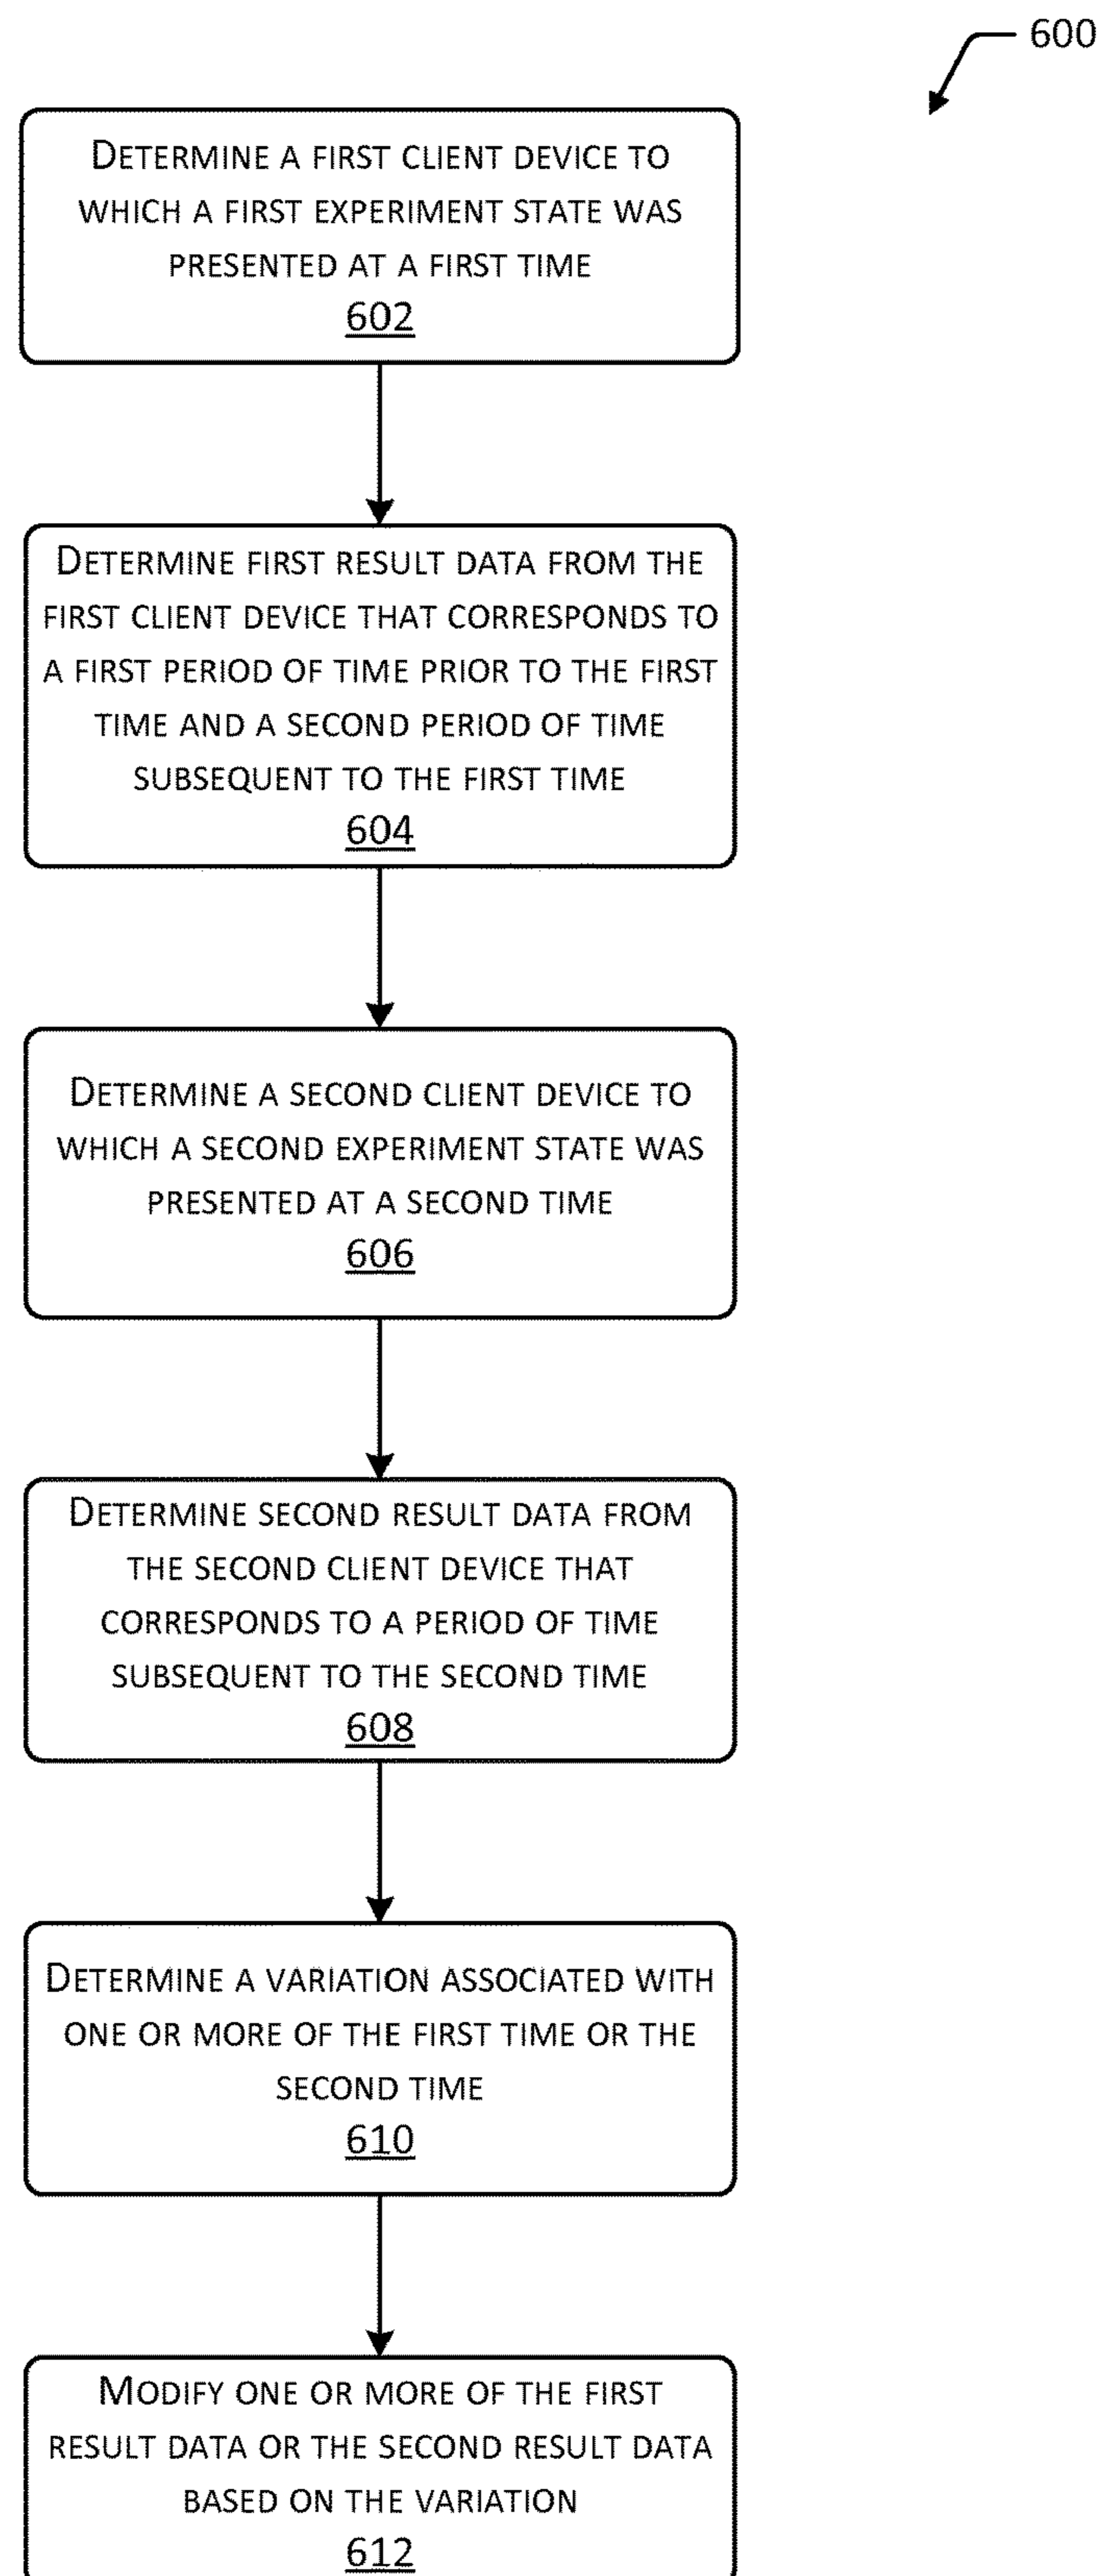 600
DETERMINE A FIRST CLIENT DEVICE TO
WHICH A FIRST EXPERIMENT STATE WAS
PRESENTED AT A FIRST TIME
602
DETERMINE FIRST RESULT DATA FROM THE
FIRST CLIENT DEVICE THAT CORRESPONDS TO
A FIRST PERIOD OF TIME PRIOR TO THE FIRST
TIME AND A SECOND PERIOD OF TIME
SUBSEQUENT TO THE FIRST TIME
604
DETERMINE A SECOND CLIENT DEVICE TO
WHICH A SECOND EXPERIMENT STATE WAS
PRESENTED AT A SECOND TIME
606
DETERMINE SECOND RESULT DATA FROM
THE SECOND CLIENT DEVICE THAT
CORRESPONDS TO A PERIOD OF TIME
SUBSEQUENT TO THE SECOND TIME
608
DETERMINE A VARIATION ASSOCIATED WITH
ONE OR MORE OF THE FIRST TIME OR THE
SECOND TIME
610
MODIFY ONE OR MORE OF THE FIRST
RESULT DATA OR THE SECOND RESULT DATA
BASED ON THE VARIATION
612